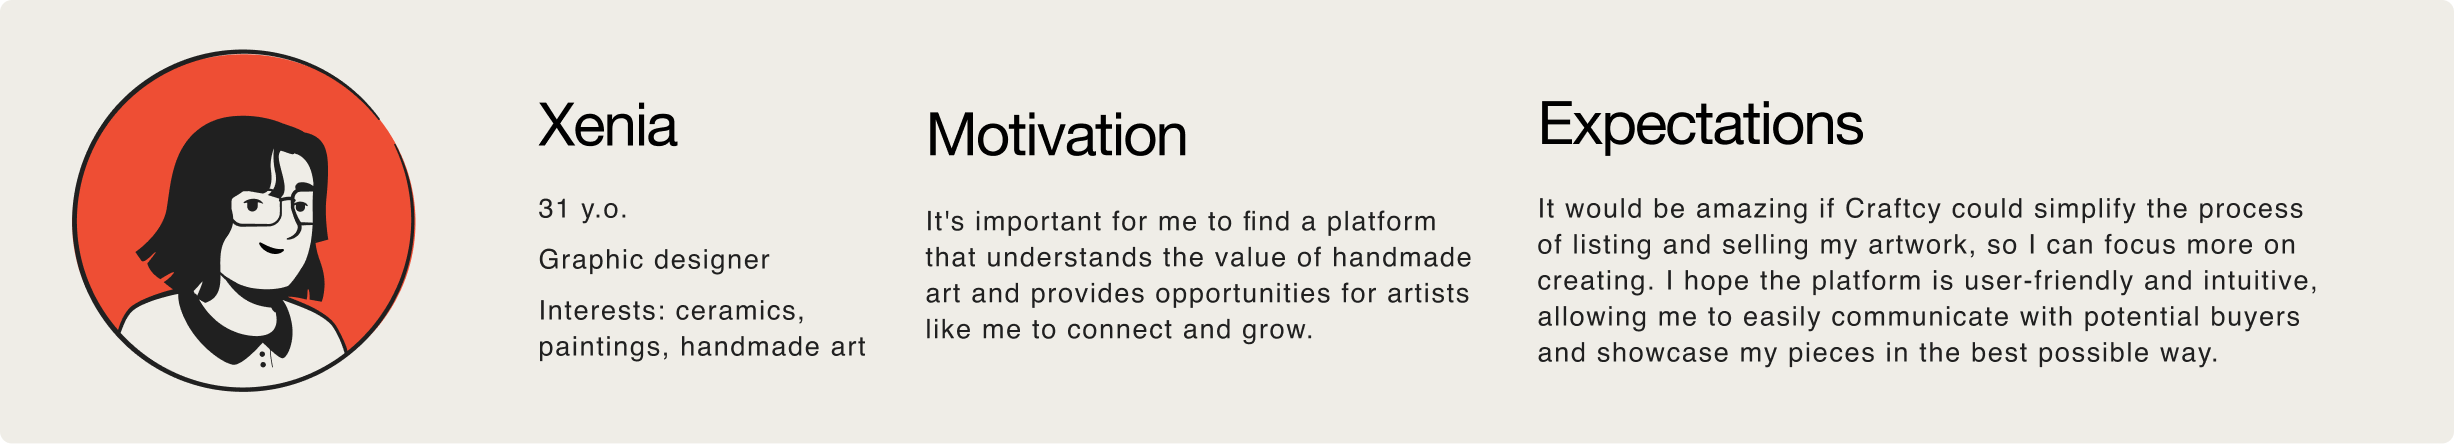 Xenia
31 y.o.
Graphic designer
Interests: ceramics,
paintings, handmade art
Motivation
It's important for me to find a platform
that understands the value of handmade
art and provides opportunities for artists
like me to connect and grow.
Expectations
It would be amazing if Craftcy could simplify the process
of listing and selling my artwork, so I can focus more on
creating. I hope the platform is user-friendly and intuitive,
allowing me to easily communicate with potential buyers
and showcase my pieces in the best possible way.